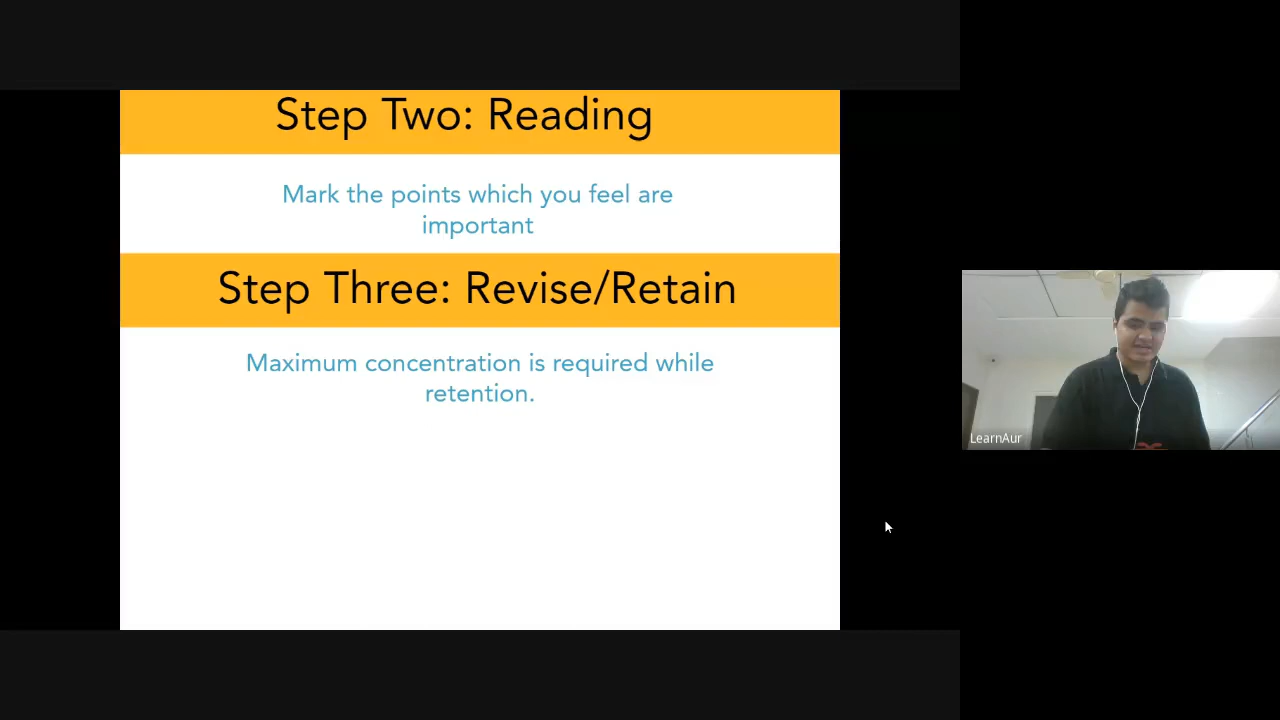 Step Two: Reading
Mark the points which you feel are
important
Step Three: Revise/Retain
Maximum concentration is required while
retention.
LearnAur